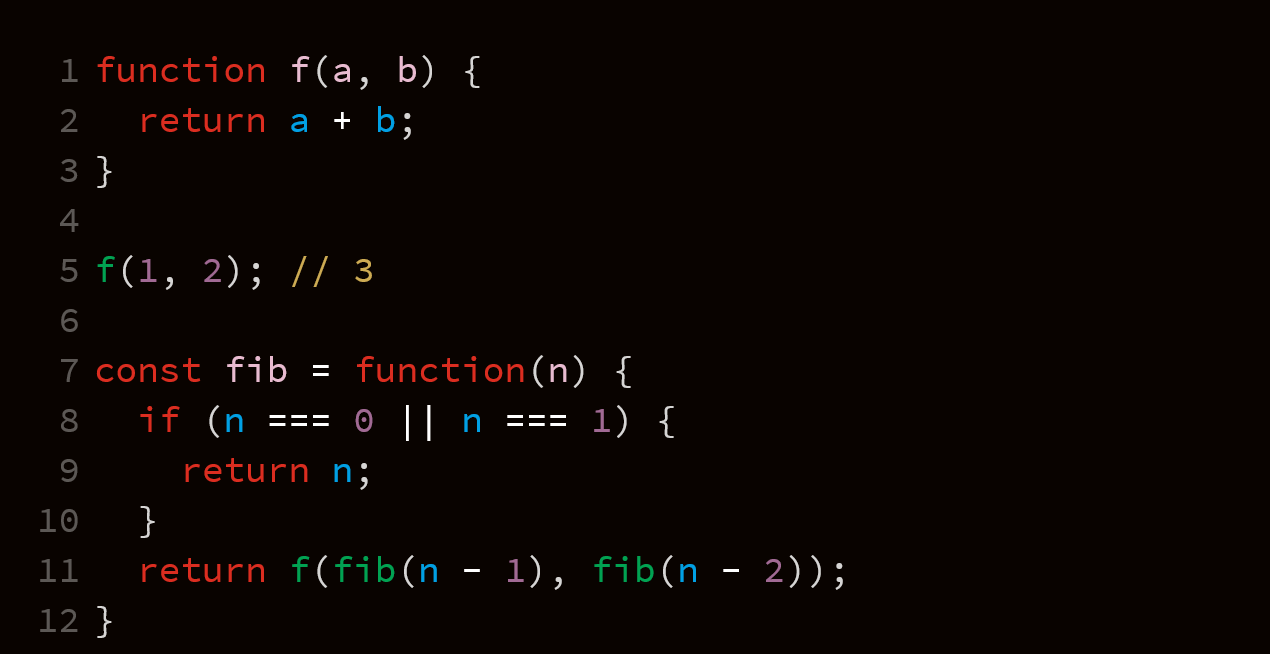 1 function f(a, b) {
2   return a + b;
3 }
4
5 f(1, 2); // 3
6
7 const fib = function(n) {
8   if (n === 0 || n === 1) {
9     return n;
10   }
11   return f(fib(n - 1), fib(n - 2));
12 }